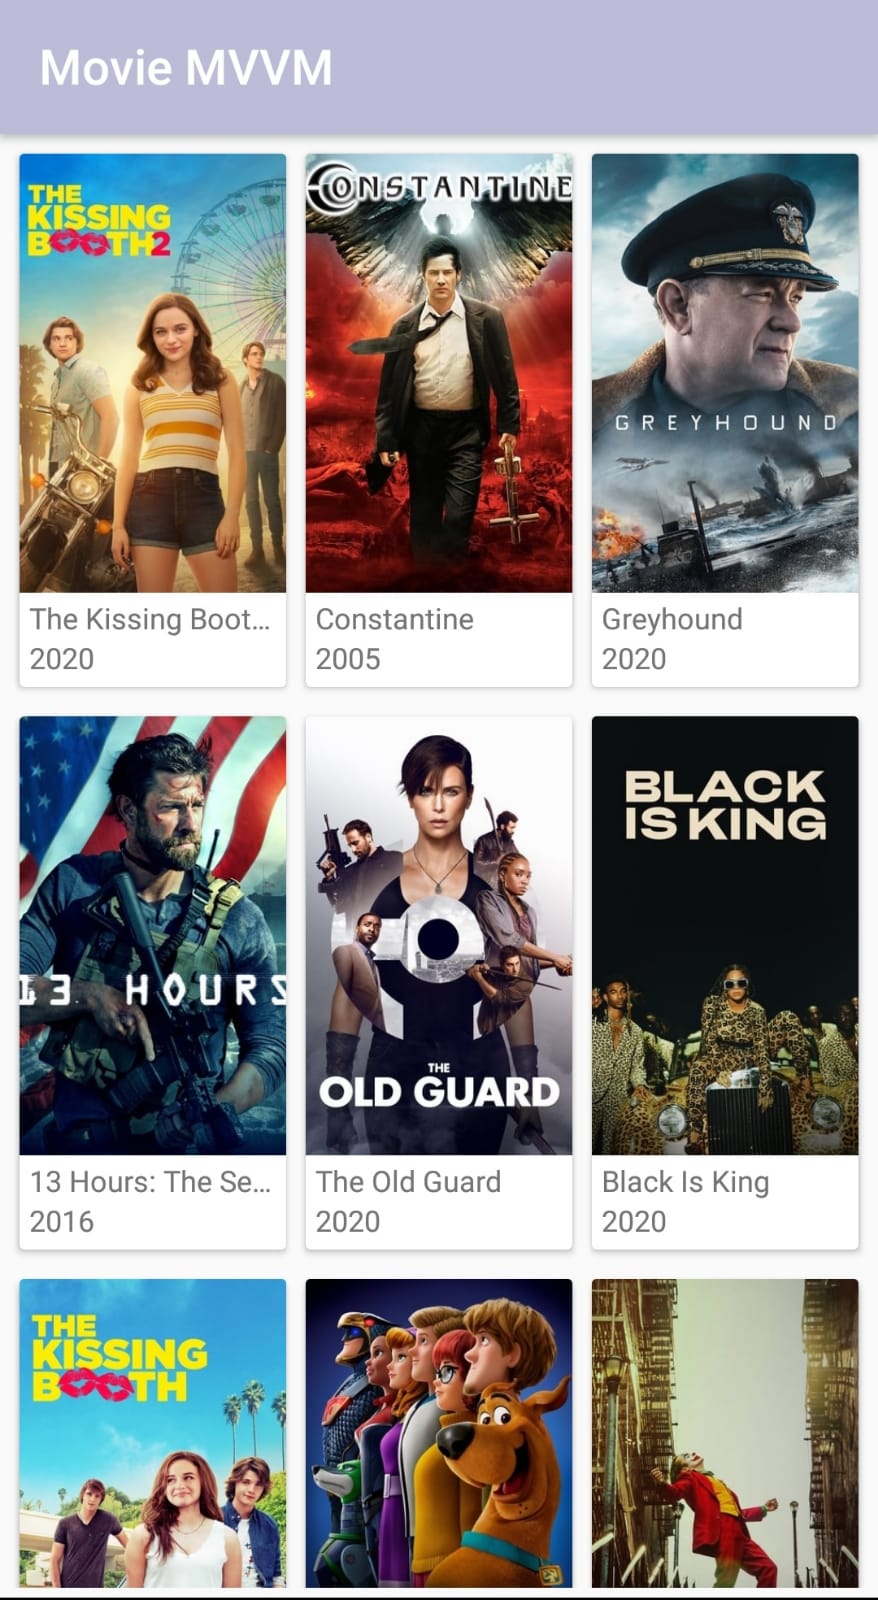 Movie MVVM
THE
KISSING
BOOTH2
CONSTANTINE
GREYHOUND
The Kissing Boot...
2020
Constantine
2005
Greyhound
2020
13 HOURS
THE
OLD GUARD
BLACK
IS KING
13 Hours: The Se...
2016
The Old Guard
2020
Black Is King
2020
THE
KISSING
BOOTH